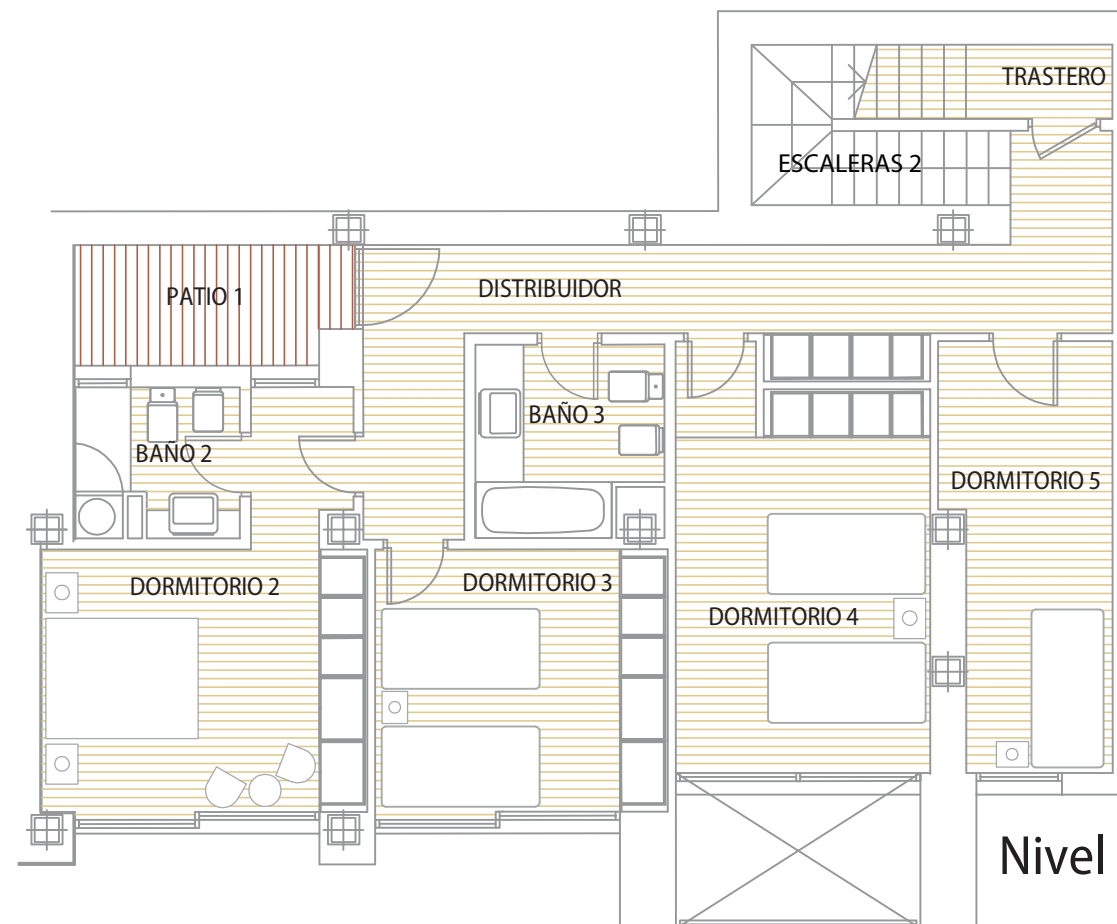 TRASTERO
ESCALERAS 2
PATIO 1
DISTRIBUIDOR
BAÑO 3
BAÑO 2
DORMITORIO 5
DORMITORIO 2
DORMITORIO 3
DORMITORIO 4
Nivel